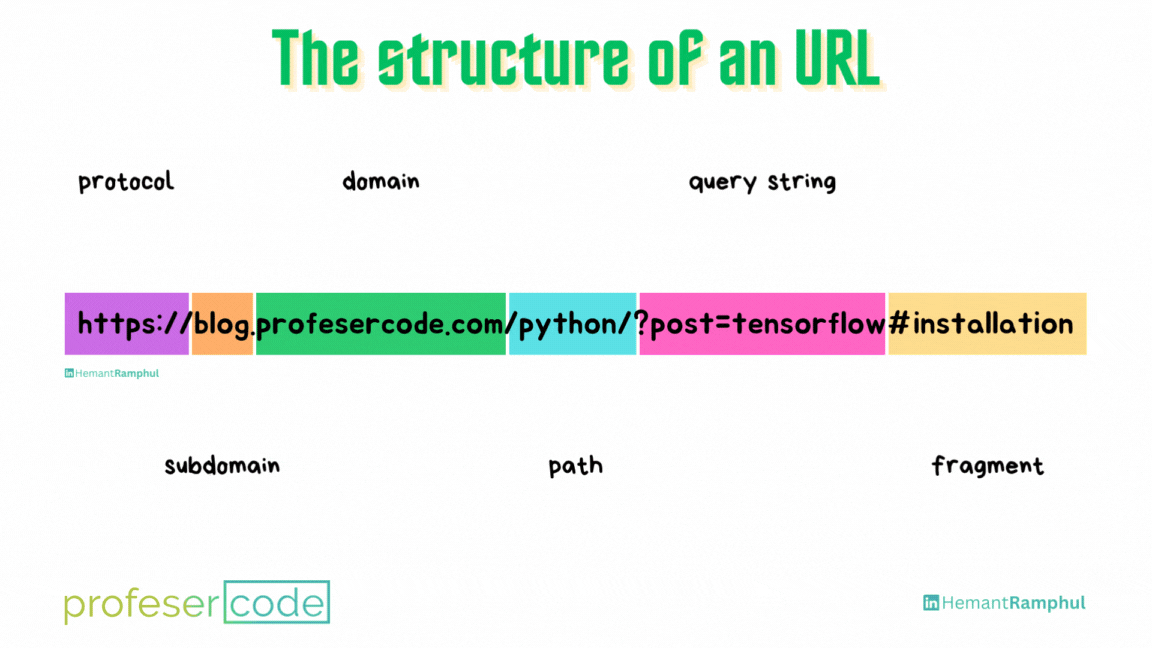 The structure of an URL
protocol domain query string
https://blog.profesercode.com/python/?post=tensorflow#installation
in HemantRamphul
subdomain path fragment
profesercode
in HemantRamphul